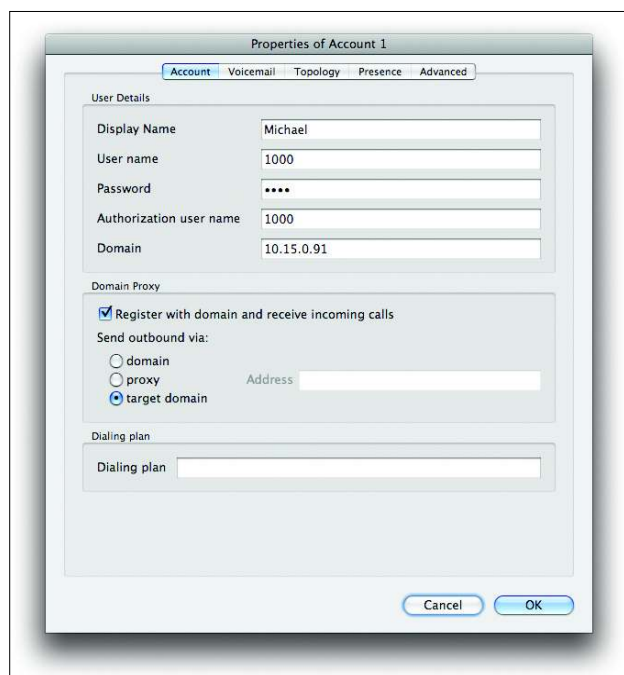 Properties of Account 1
Account Voicemail Topology Presence Advanced
User Details
Display Name Michael
User name 1000
Password ••••
Authorization user name 1000
Domain 10.15.0.91
Domain Proxy
Register with domain and receive incoming calls
Send outbound via:
domain
proxy Address
target domain
Dialing plan
Dialing plan
Cancel OK